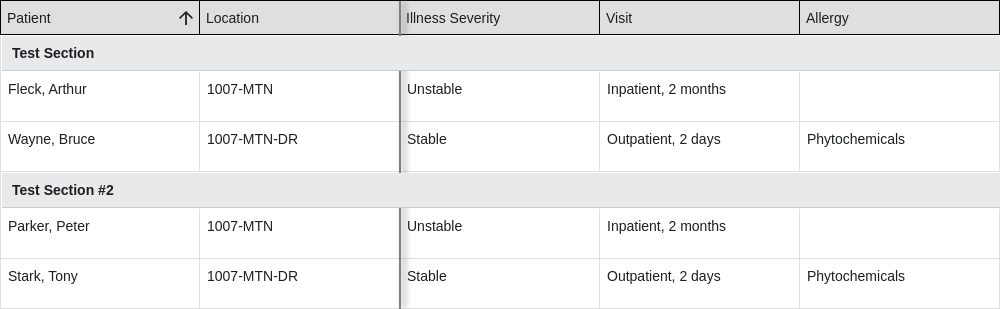 Patient Location Illness Severity Visit Allergy
Test Section
Fleck, Arthur 1007-MTN Unstable Inpatient, 2 months
Wayne, Bruce 1007-MTN-DR Stable Outpatient, 2 days Phytochemicals
Test Section #2
Parker, Peter 1007-MTN Unstable Inpatient, 2 months
Stark, Tony 1007-MTN-DR Stable Outpatient, 2 days Phytochemicals